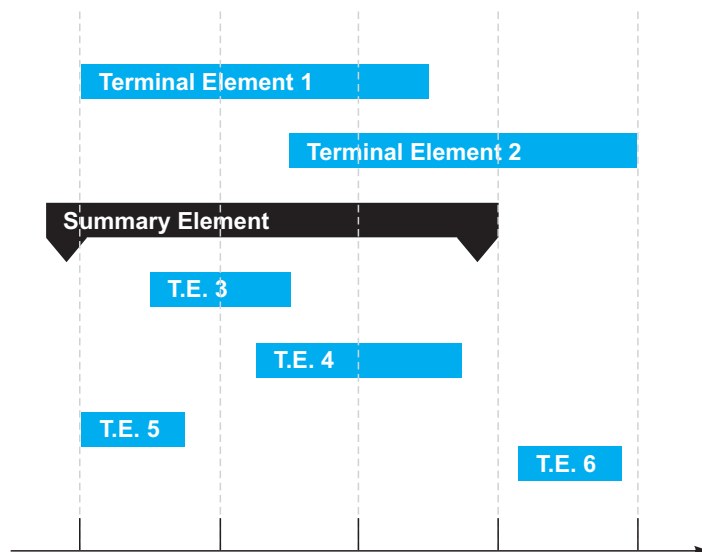 Terminal Element 1
Terminal Element 2
Summary Element
T.E. 3
T.E. 4
T.E. 5
T.E. 6